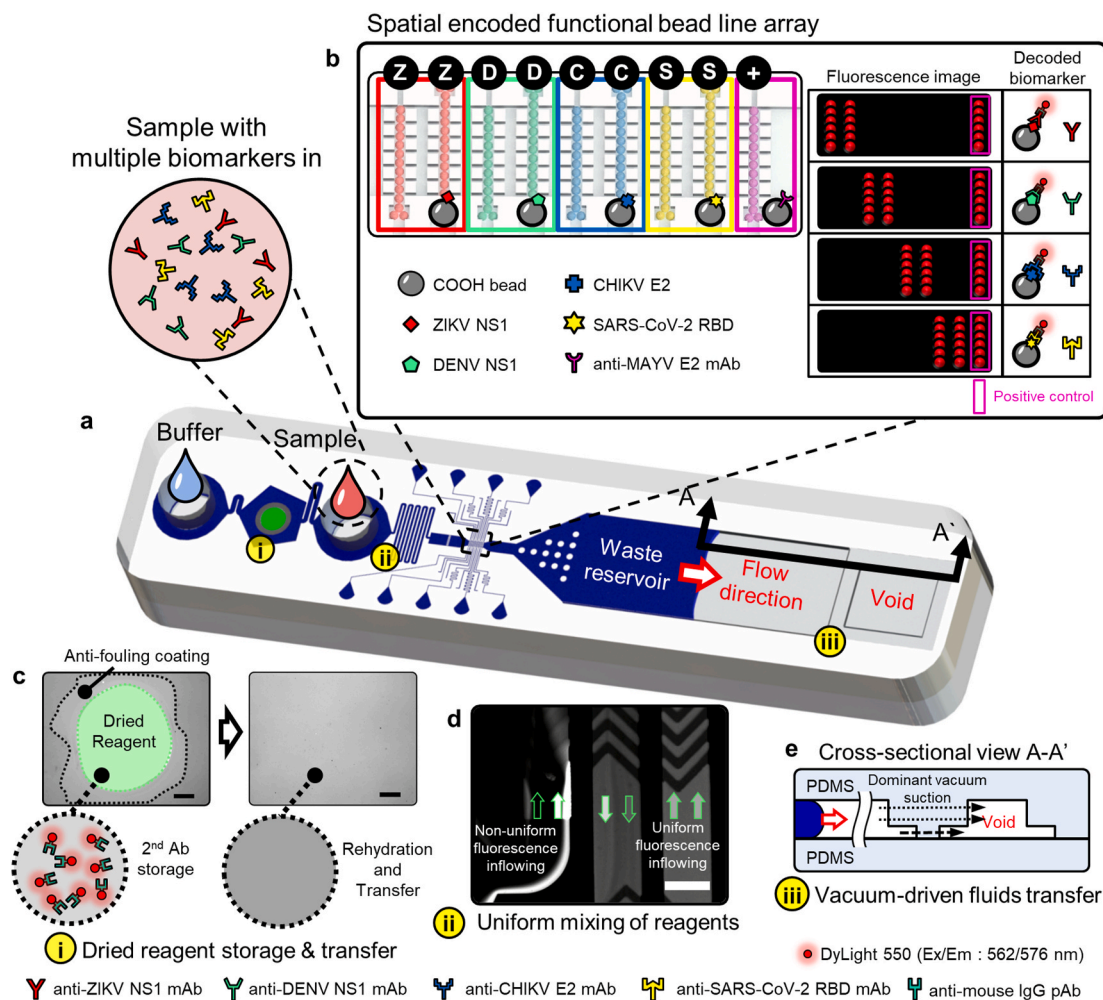 Spatial encoded functional bead line array
b
Z Z D D C C S S +
Fluorescence image
Decoded
biomarker
Sample with
multiple biomarkers in
COOH bead
CHIKV E2
ZIKV NS1
SARS-CoV-2 RBD
DENV NS1
anti-MAYV E2 mAb
Positive control
a
Buffer
Sample
A
A`
i
ii
Waste
reservoir
Flow
direction
Void
iii
c
Anti-fouling coating
Dried
Reagent
2nd Ab
storage
Rehydration
and
Transfer
i Dried reagent storage & transfer
d
Non-uniform
fluorescence
inflowing
Uniform
fluorescence
inflowing
ii Uniform mixing of reagents
e
Cross-sectional view A-A’
PDMS
Dominant vacuum
suction
Void
PDMS
iii Vacuum-driven fluids transfer
DyLight 550 (Ex/Em : 562/576 nm)
anti-ZIKV NS1 mAb
anti-DENV NS1 mAb
anti-CHIKV E2 mAb
anti-SARS-CoV-2 RBD mAb
anti-mouse IgG pAb